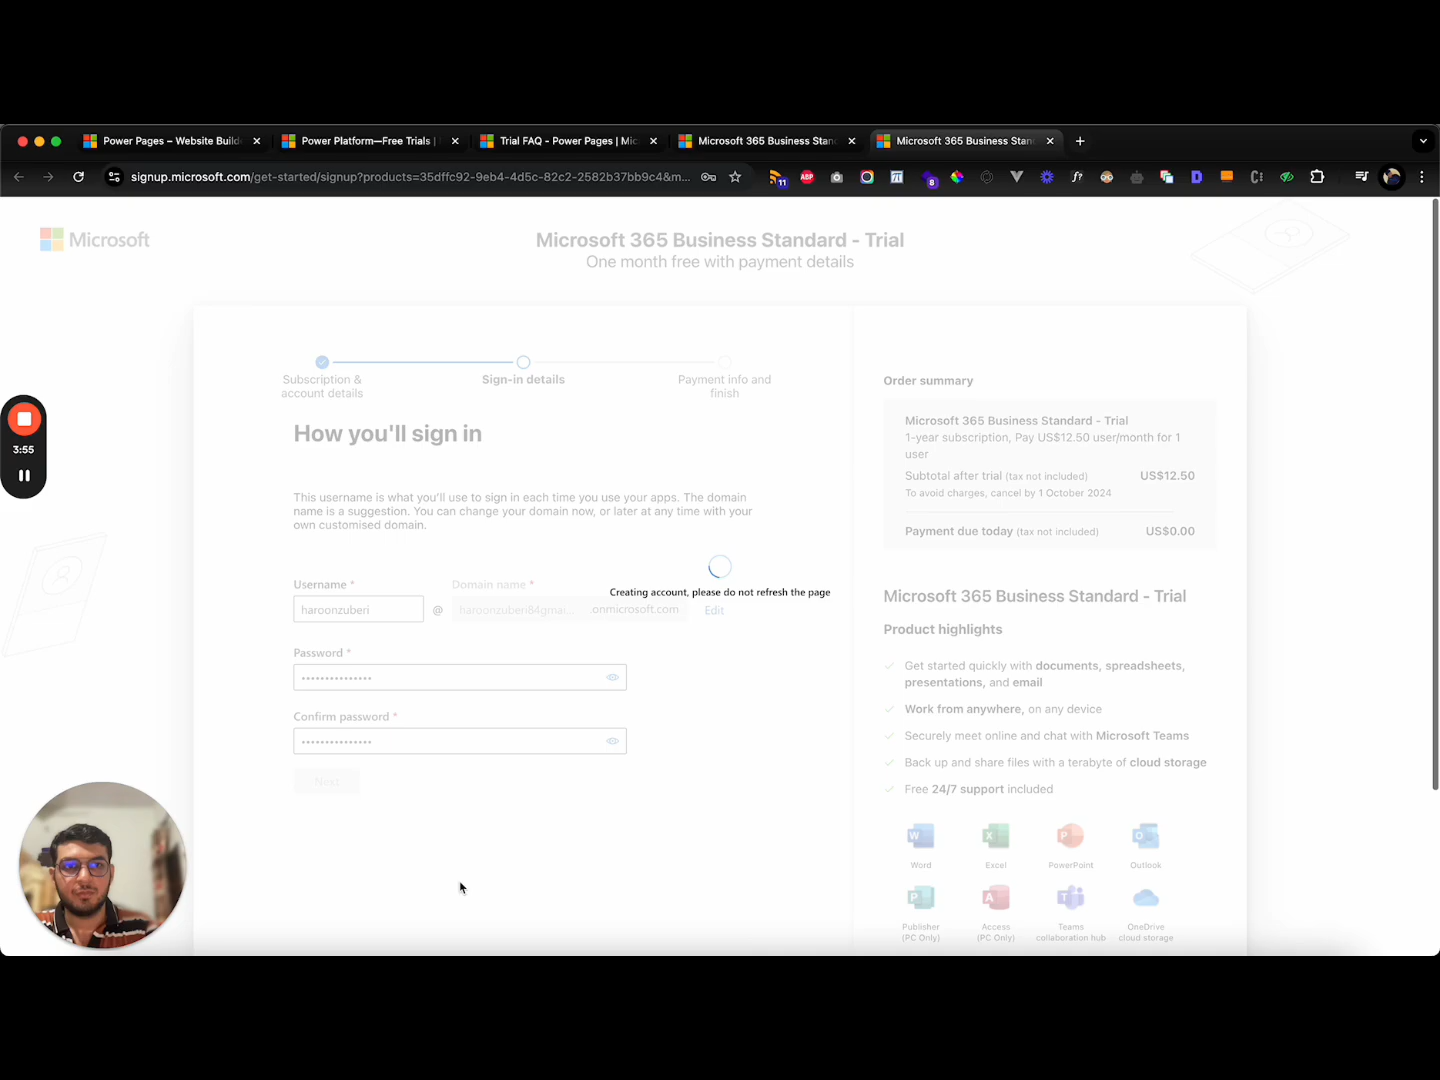 Power Pages – Website Builde
Power Platform—Free Trials |
Trial FAQ - Power Pages | Mic
Microsoft 365 Business Stan
Microsoft 365 Business Stan
signup.microsoft.com/get-started/signup?products=35dffc92-9eb4-4d5c-82c2-2582b37bb9c4&m...
11
ABP
8
f?
D
Microsoft
Microsoft 365 Business Standard - Trial
One month free with payment details
Subscription &
account details
Sign-in details
Payment info and
finish
3:55
How you'll sign in
This username is what you'll use to sign in each time you use your apps. The domain
name is a suggestion. You can change your domain now, or later at any time with your
own customised domain.
Creating account, please do not refresh the page
Username *
Domain name *
haroonzuberi
@
haroonzuberi84gmai... .onmicrosoft.com
Edit
Password *
Confirm password *
Next
Order summary
Microsoft 365 Business Standard - Trial
1-year subscription, Pay US$12.50 user/month for 1
user
Subtotal after trial (tax not included) US$12.50
To avoid charges, cancel by 1 October 2024
Payment due today (tax not included) US$0.00
Microsoft 365 Business Standard - Trial
Product highlights
Get started quickly with documents, spreadsheets,
presentations, and email
Work from anywhere, on any device
Securely meet online and chat with Microsoft Teams
Back up and share files with a terabyte of cloud storage
Free 24/7 support included
Word
Excel
PowerPoint
Outlook
Publisher
(PC Only)
Access
(PC Only)
Teams
collaboration hub
OneDrive
cloud storage